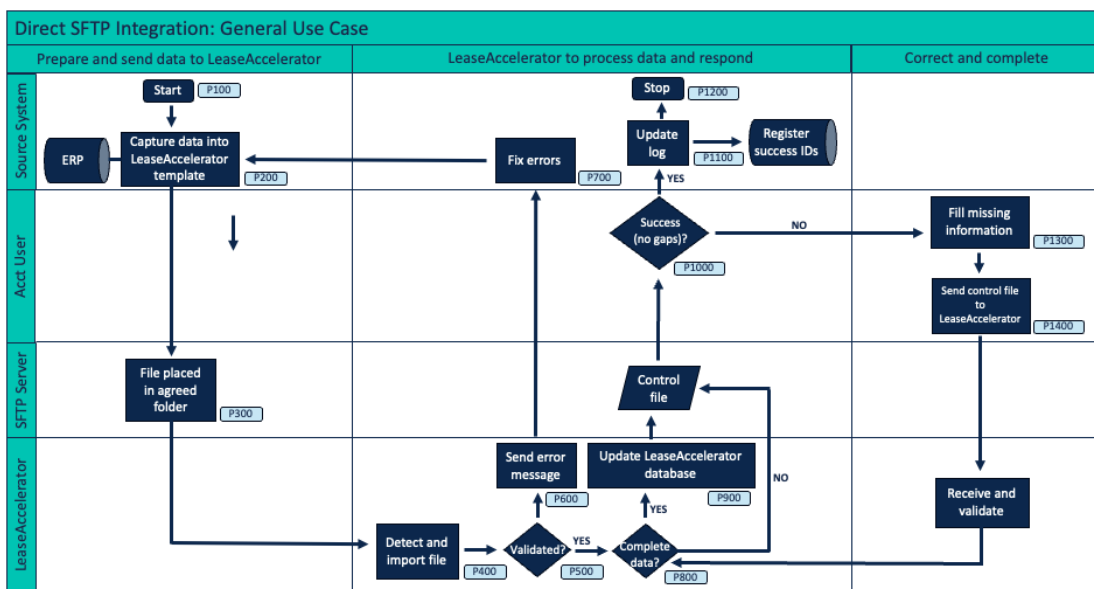 Direct SFTP Integration: General Use Case
Prepare and send data to LeaseAccelerator
LeaseAccelerator to process data and respond
Correct and complete
Source System
Start
P100
ERP
Capture data into
LeaseAccelerator
template
P200
Fix errors
P700
Stop
P1200
Update
log
P1100
Register
success IDs
YES
Acct User
Success
(no gaps)?
P1000
NO
Fill missing
information
P1300
Send control file
to
LeaseAccelerator
P1400
SFTP Server
File placed
in agreed
folder
P300
Control
file
LeaseAccelerator
Send error
message
P600
Update LeaseAccelerator
database
P900
NO
YES
Receive and
validate
Detect and
import file
P400
Validated?
YES
P500
Complete
data?
P800